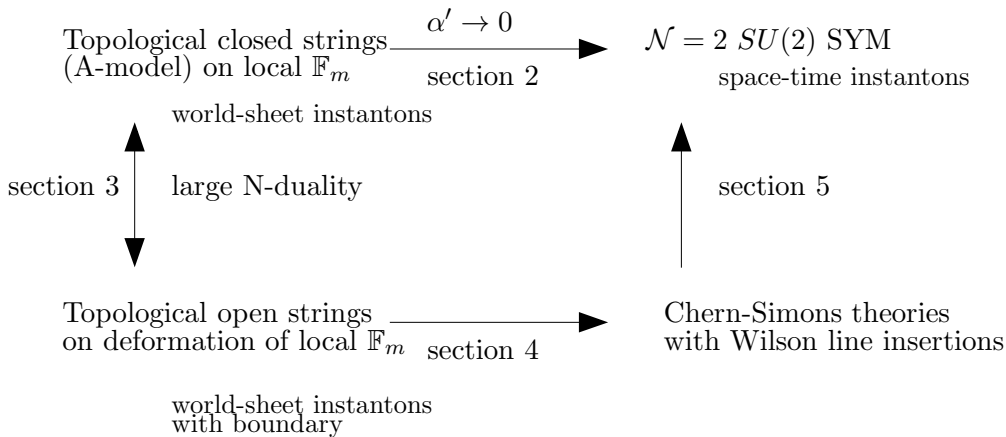 Topological closed strings
(A-model) on local 𝔽ₘ
world-sheet instantons
α′ → 0
section 2
𝒩 = 2 SU(2) SYM
space-time instantons
section 3
large N-duality
section 5
Topological open strings
on deformation of local 𝔽ₘ
world-sheet instantons
with boundary
section 4
Chern-Simons theories
with Wilson line insertions